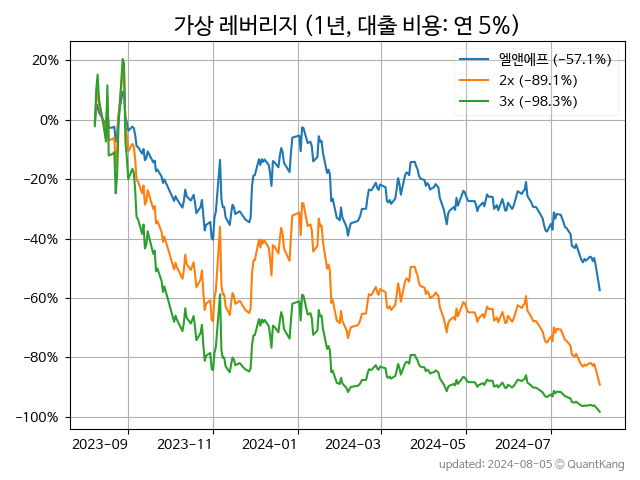 가상 레버리지 (1년, 대출 비용: 연 5%)
엘앤에프 (-57.1%)
2x (-89.1%)
3x (-98.3%)
20%
0%
-20%
-40%
-60%
-80%
-100%
2023-09
2023-11
2024-01
2024-03
2024-05
2024-07
updated: 2024-08-05 © QuantKang